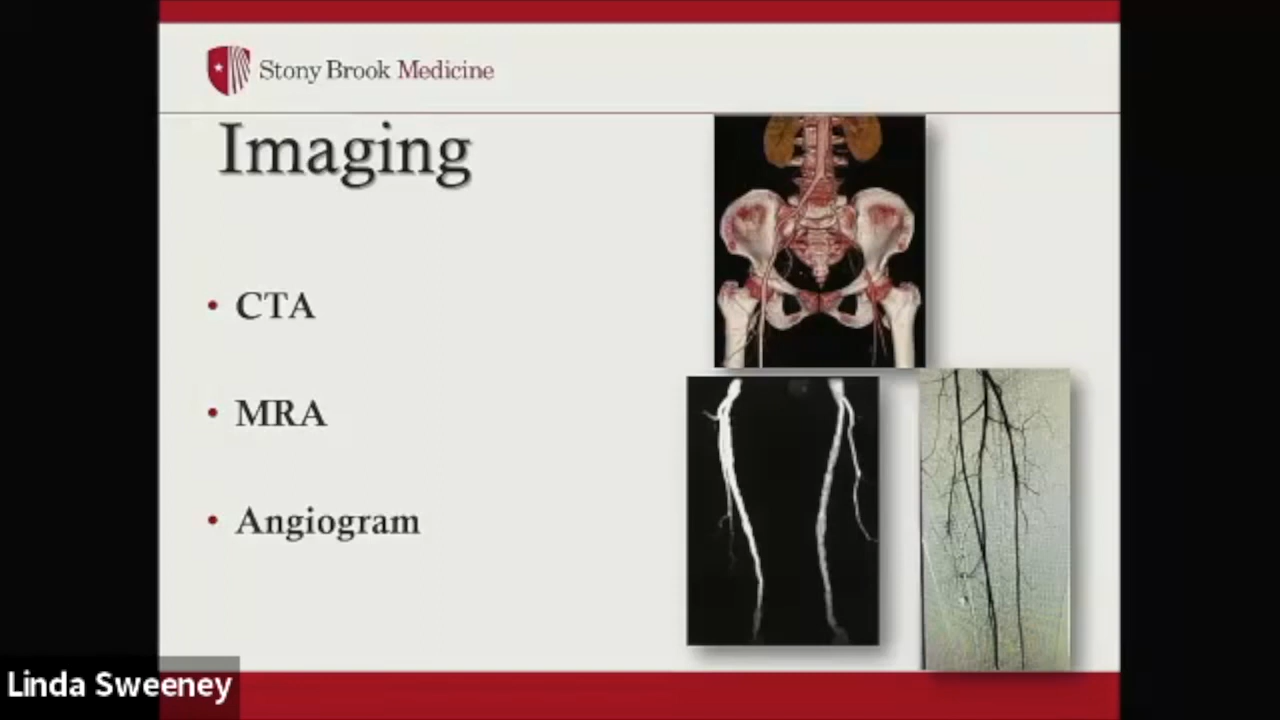 Stony Brook Medicine
Imaging
• CTA
• MRA
• Angiogram
Linda Sweeney